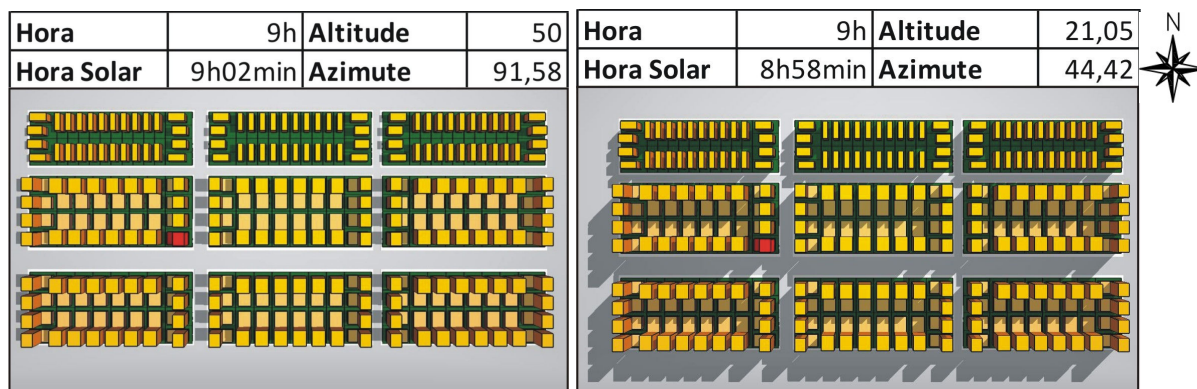 Hora 9h Altitude 50
Hora Solar 9h02min Azimute 91,58
Hora 9h Altitude 21,05
Hora Solar 8h58min Azimute 44,42
N